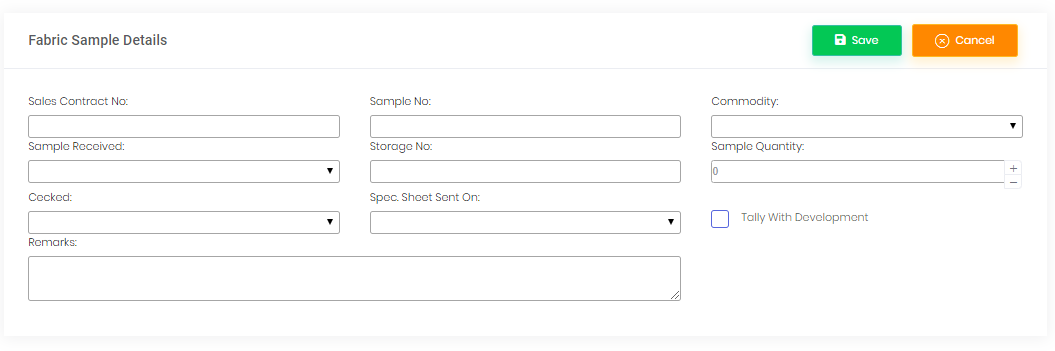 Fabric Sample Details
Save
Cancel
Sales Contract No:
Sample No:
Commodity:
Sample Received:
Storage No:
Sample Quantity:
0
+
−
Cecked:
Spec. Sheet Sent On:
Tally With Development
Remarks: